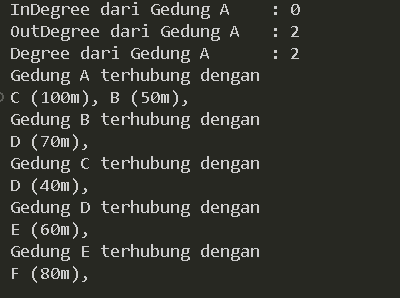 InDegree dari Gedung A    : 0
OutDegree dari Gedung A   : 2
Degree dari Gedung A      : 2
Gedung A terhubung dengan
C (100m), B (50m),
Gedung B terhubung dengan
D (70m),
Gedung C terhubung dengan
D (40m),
Gedung D terhubung dengan
E (60m),
Gedung E terhubung dengan
F (80m),